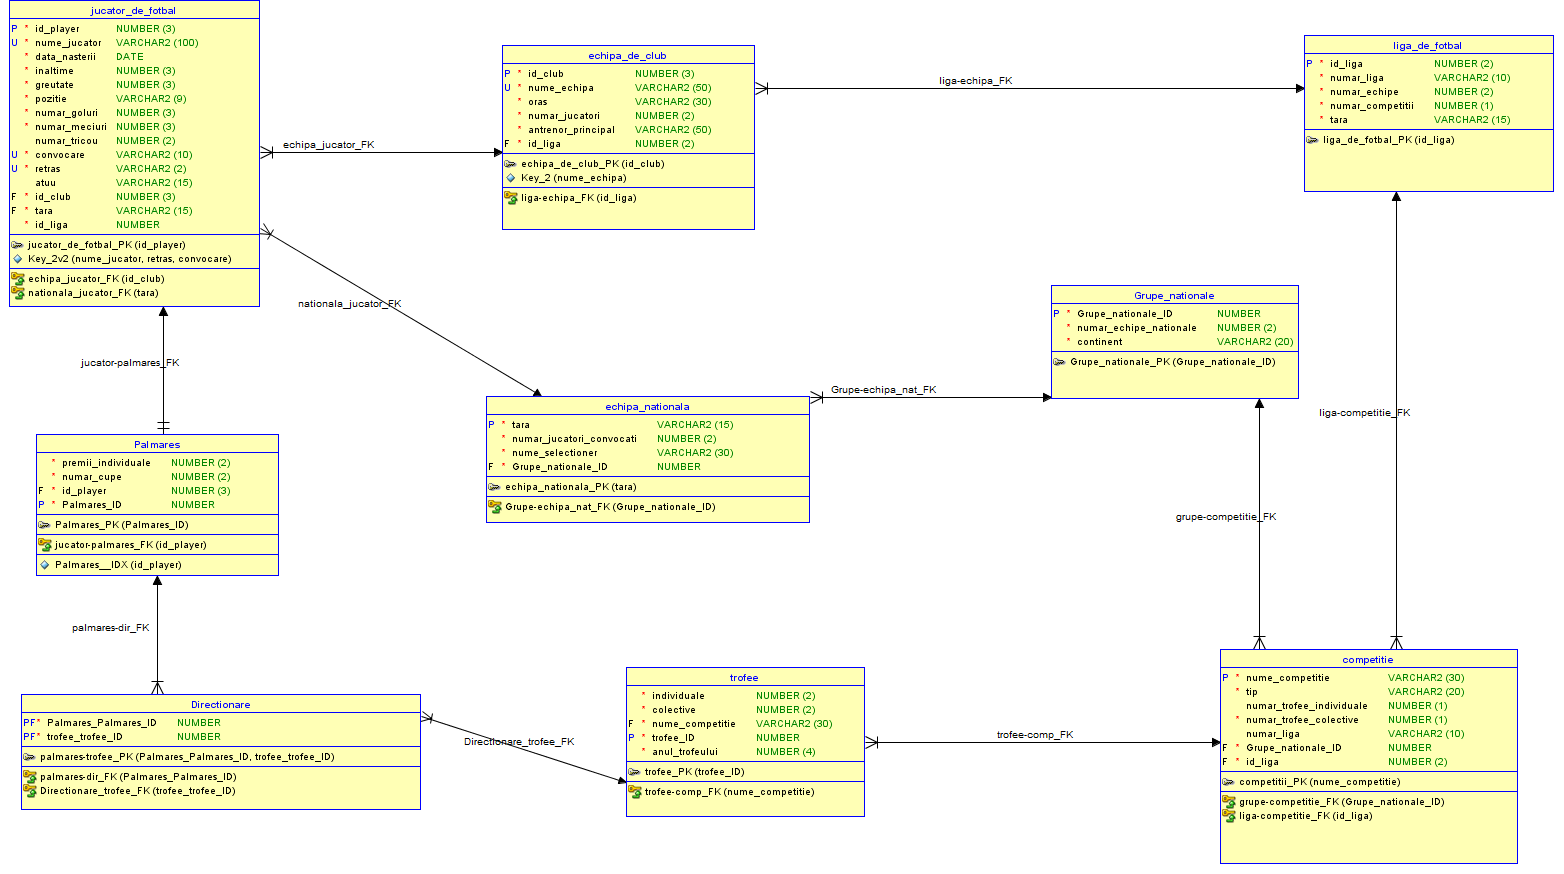 jucator_de_fotbal
P * id_player NUMBER (3)
U * nume_jucator VARCHAR2 (100)
* data_nasterii DATE
* inaltime NUMBER (3)
* greutate NUMBER (3)
* pozitie VARCHAR2 (9)
* numar_goluri NUMBER (3)
* numar_meciuri NUMBER (3)
numar_tricou NUMBER (2)
U * convocare VARCHAR2 (10)
U * retras VARCHAR2 (2)
atuu VARCHAR2 (15)
F * id_club NUMBER (3)
F * tara VARCHAR2 (15)
* id_liga NUMBER
jucator_de_fotbal_PK (id_player)
Key_2v2 (nume_jucator, retras, convocare)
echipa_jucator_FK (id_club)
nationala_jucator_FK (tara)
echipa_jucator_FK
echipa_de_club
P * id_club NUMBER (3)
U * nume_echipa VARCHAR2 (50)
* oras VARCHAR2 (30)
* numar_jucatori NUMBER (2)
* antrenor_principal VARCHAR2 (50)
F * id_liga NUMBER (2)
echipa_de_club_PK (id_club)
Key_2 (nume_echipa)
liga-echipa_FK (id_liga)
liga-echipa_FK
liga_de_fotbal
P * id_liga NUMBER (2)
* numar_liga VARCHAR2 (10)
* numar_echipe NUMBER (2)
* numar_competitii NUMBER (1)
* tara VARCHAR2 (15)
liga_de_fotbal_PK (id_liga)
nationala_jucator_FK
Grupe_nationale
P * Grupe_nationale_ID NUMBER
* numar_echipe_nationale NUMBER (2)
* continent VARCHAR2 (20)
Grupe_nationale_PK (Grupe_nationale_ID)
jucator-palmares_FK
Grupe-echipa_nat_FK
liga-competitie_FK
echipa_nationala
P * tara VARCHAR2 (15)
* numar_jucatori_convocati NUMBER (2)
* nume_selectioner VARCHAR2 (30)
F * Grupe_nationale_ID NUMBER
echipa_nationala_PK (tara)
Grupe-echipa_nat_FK (Grupe_nationale_ID)
Palmares
* premii_individuale NUMBER (2)
* numar_cupe NUMBER (2)
F * id_player NUMBER (3)
P * Palmares_ID NUMBER
Palmares_PK (Palmares_ID)
jucator-palmares_FK (id_player)
Palmares__IDX (id_player)
grupe-competitie_FK
palmares-dir_FK
Directionare
PF* Palmares_Palmares_ID NUMBER
PF* trofee_trofee_ID NUMBER
palmares-trofee_PK (Palmares_Palmares_ID, trofee_trofee_ID)
palmares-dir_FK (Palmares_Palmares_ID)
Directionare_trofee_FK (trofee_trofee_ID)
Directionare_trofee_FK
trofee
* individuale NUMBER (2)
* colective NUMBER (2)
F * nume_competitie VARCHAR2 (30)
P * trofee_ID NUMBER
* anul_trofeului NUMBER (4)
trofee_PK (trofee_ID)
trofee-comp_FK (nume_competitie)
trofee-comp_FK
competitie
P * nume_competitie VARCHAR2 (30)
* tip VARCHAR2 (20)
numar_trofee_individuale NUMBER (1)
* numar_trofee_colective NUMBER (1)
numar_liga VARCHAR2 (10)
F * Grupe_nationale_ID NUMBER
F * id_liga NUMBER (2)
competitii_PK (nume_competitie)
grupe-competitie_FK (Grupe_nationale_ID)
liga-competitie_FK (id_liga)